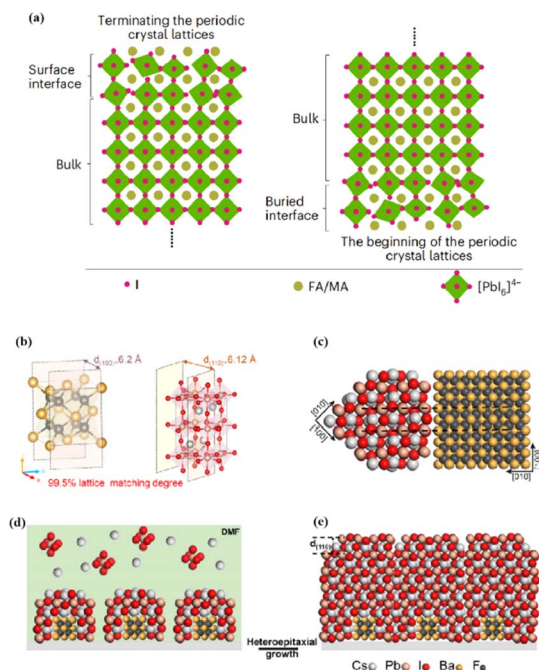 (a)
Terminating the periodic
crystal lattices
Surface
interface
Bulk
Bulk
Buried
interface
The beginning of the periodic
crystal lattices
I
FA/MA
[PbI₆]⁴⁻
(b)
d(100)=6.2 Å
d(110)=6.12 Å
99.5% lattice matching degree
(c)
[010]
[001]
[001]
[010]
(d)
DMF
(e)
d(110)
Heteroepitaxial
growth
Cs Pb I Ba Fe